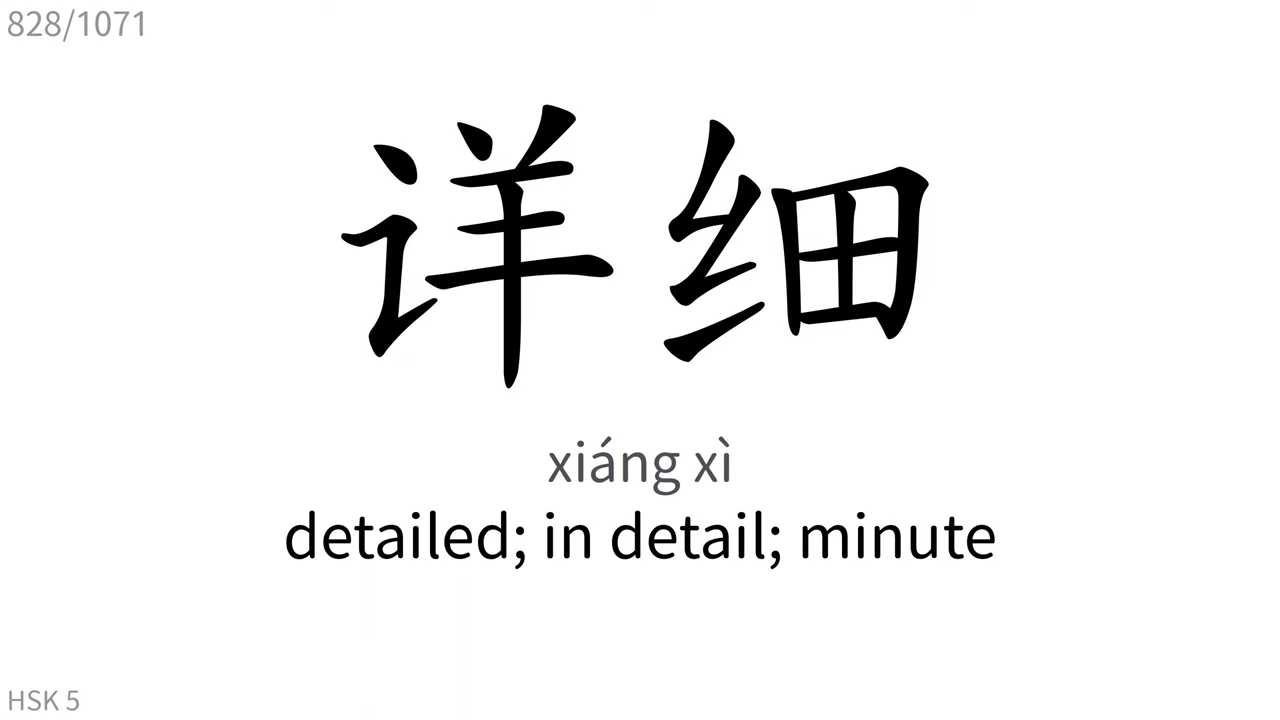 828/1071
详细
xiáng xì
detailed; in detail; minute
HSK 5